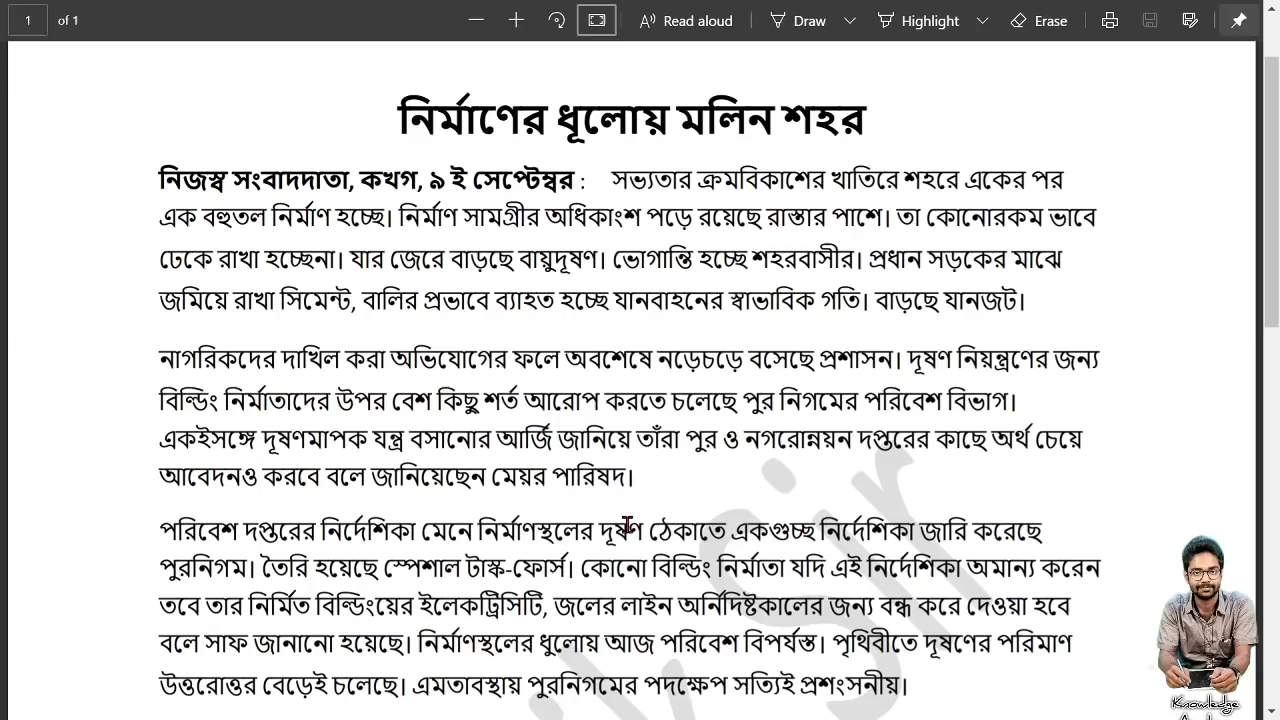 1 of 1 Read aloud Draw Highlight Erase
নির্মাণের ধূলোয় মলিন শহর
নিজস্ব সংবাদদাতা, কখগ, ৯ ই সেপ্টেম্বর : সভ্যতার ক্রমবিকাশের খাতিরে শহরে একের পর
এক বহুতল নির্মাণ হচ্ছে। নির্মাণ সামগ্রীর অধিকাংশ পড়ে রয়েছে রাস্তার পাশে। তা কোনোরকম ভাবে
ঢেকে রাখা হচ্ছেনা। যার জেরে বাড়ছে বায়ুদূষণ। ভোগান্তি হচ্ছে শহরবাসীর। প্রধান সড়কের মাঝে
জমিয়ে রাখা সিমেন্ট, বালির প্রভাবে ব্যাহত হচ্ছে যানবাহনের স্বাভাবিক গতি। বাড়ছে যানজট।
নাগরিকদের দাখিল করা অভিযোগের ফলে অবশেষে নড়েচড়ে বসেছে প্রশাসন। দূষণ নিয়ন্ত্রণের জন্য
বিল্ডিং নির্মাতাদের উপর বেশ কিছু শর্ত আরোপ করতে চলেছে পুর নিগমের পরিবেশ বিভাগ।
একইসঙ্গে দূষণমাপক যন্ত্র বসানোর আর্জি জানিয়ে তাঁরা পুর ও নগরোন্নয়ন দপ্তরের কাছে অর্থ চেয়ে
আবেদনও করবে বলে জানিয়েছেন মেয়র পারিষদ।
পরিবেশ দপ্তরের নির্দেশিকা মেনে নির্মাণস্থলের দূষণ ঠেকাতে একগুচ্ছ নির্দেশিকা জারি করেছে
পুরনিগম। তৈরি হয়েছে স্পেশাল টাস্ক-ফোর্স। কোনো বিল্ডিং নির্মাতা যদি এই নির্দেশিকা অমান্য করেন
তবে তার নির্মিত বিল্ডিংয়ের ইলেকট্রিসিটি, জলের লাইন অর্নিদিষ্টকালের জন্য বন্ধ করে দেওয়া হবে
বলে সাফ জানানো হয়েছে। নির্মাণস্থলের ধুলোয় আজ পরিবেশ বিপর্যস্ত। পৃথিবীতে দূষণের পরিমাণ
উত্তরোত্তর বেড়েই চলেছে। এমতাবস্থায় পুরনিগমের পদক্ষেপ সত্যিই প্রশংসনীয়।
Knowledge